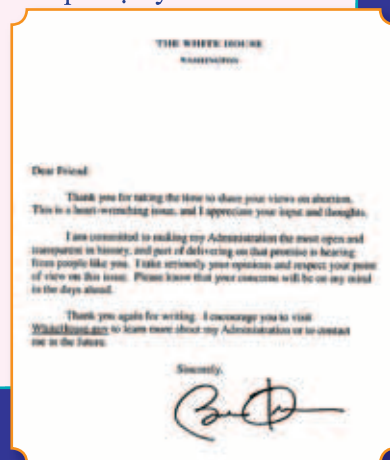 THE WHITE HOUSE
WASHINGTON
Dear Friend:
Thank you for taking the time to share your views on abortion.
This is a heart-wrenching issue, and I appreciate your input and thoughts.
I am committed to making my Administration the most open and
transparent in history, and part of delivering on that promise is hearing
from people like you. I take seriously your opinions and respect your point
of view on this issue. Please know that your concerns will be on my mind
in the days ahead.
Thank you again for writing. I encourage you to visit
WhiteHouse.gov to learn more about my Administration or to contact
me in the future.
Sincerely,